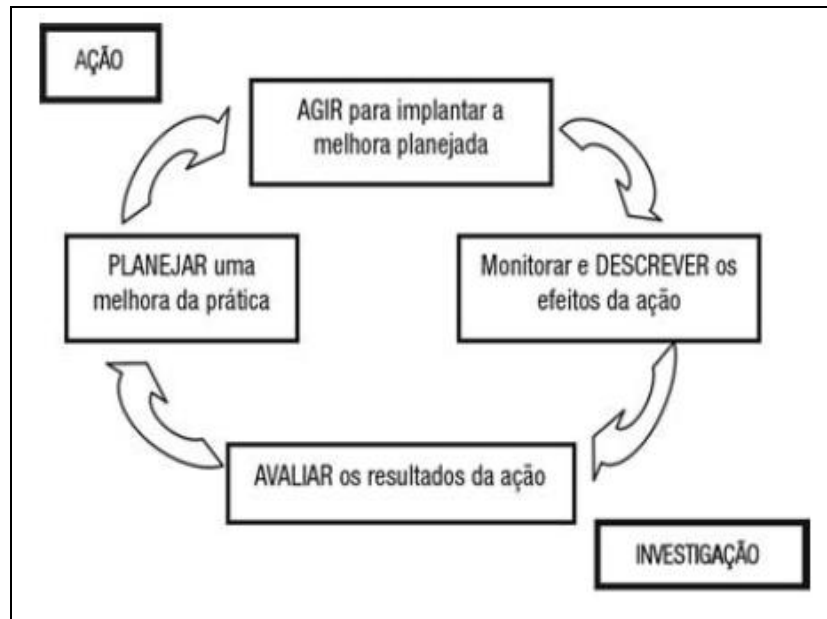 AÇÃO
AGIR para implantar a
melhora planejada
PLANEJAR uma
melhora da prática
Monitorar e DESCREVER os
efeitos da ação
AVALIAR os resultados da ação
INVESTIGAÇÃO